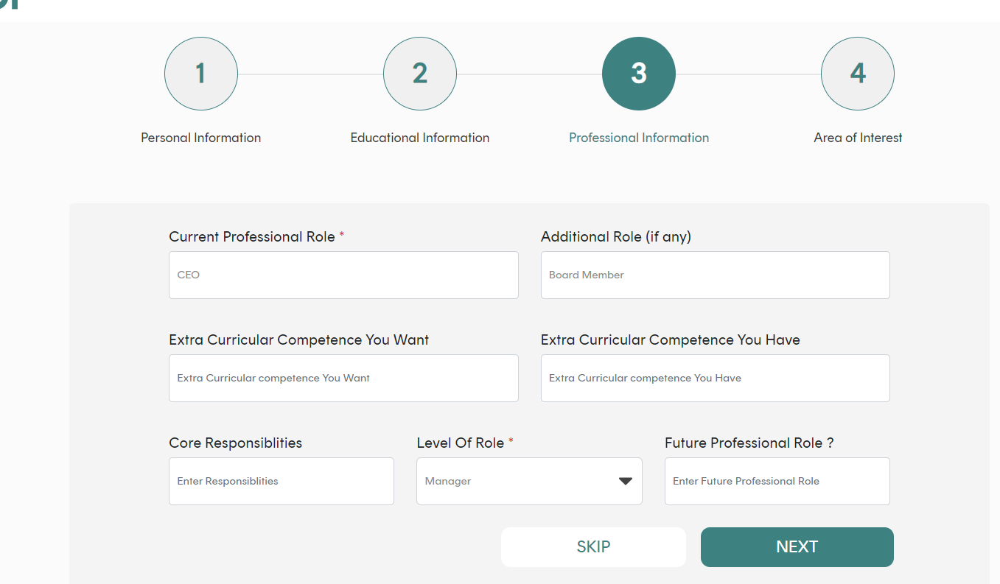 1 2 3 4
Personal Information Educational Information Professional Information Area of Interest
Current Professional Role * Additional Role (if any)
CEO Board Member
Extra Curricular Competence You Want Extra Curricular Competence You Have
Extra Curricular competence You Want Extra Curricular competence You Have
Core Responsiblities Level Of Role * Future Professional Role ?
Enter Responsiblities Manager Enter Future Professional Role
SKIP NEXT